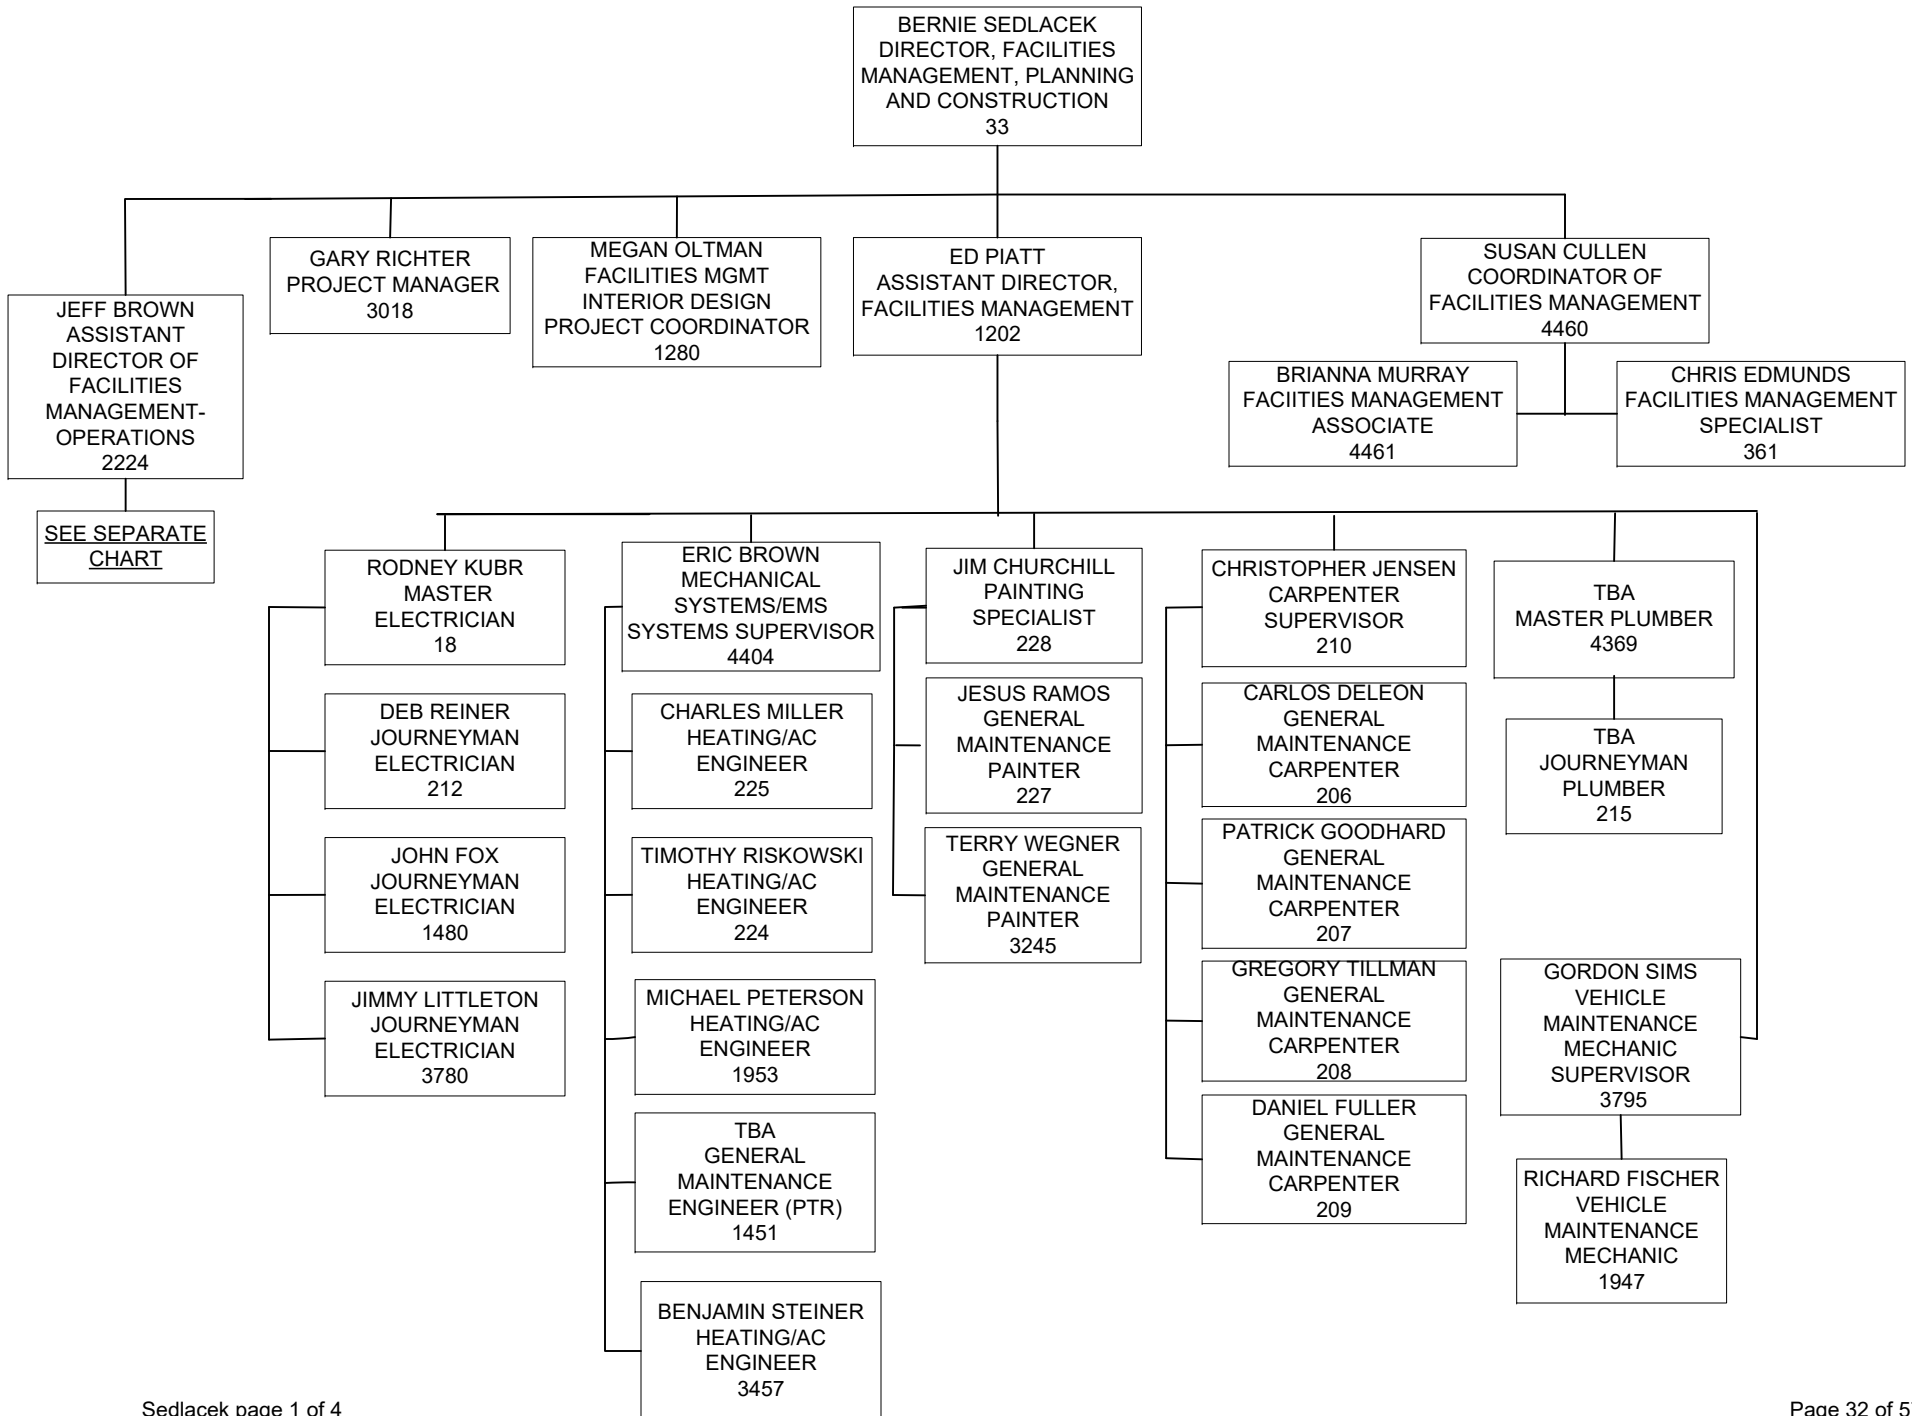 BERNIE SEDLACEK
DIRECTOR, FACILITIES
MANAGEMENT, PLANNING
AND CONSTRUCTION
33
JEFF BROWN
ASSISTANT
DIRECTOR OF
FACILITIES
MANAGEMENT-
OPERATIONS
2224
SEE SEPARATE
CHART
GARY RICHTER
PROJECT MANAGER
3018
MEGAN OLTMAN
FACILITIES MGMT
INTERIOR DESIGN
PROJECT COORDINATOR
1280
ED PIATT
ASSISTANT DIRECTOR,
FACILITIES MANAGEMENT
1202
SUSAN CULLEN
COORDINATOR OF
FACILITIES MANAGEMENT
4460
BRIANNA MURRAY
FACIITIES MANAGEMENT
ASSOCIATE
4461
CHRIS EDMUNDS
FACILITIES MANAGEMENT
SPECIALIST
361
RODNEY KUBR
MASTER
ELECTRICIAN
18
DEB REINER
JOURNEYMAN
ELECTRICIAN
212
JOHN FOX
JOURNEYMAN
ELECTRICIAN
1480
JIMMY LITTLETON
JOURNEYMAN
ELECTRICIAN
3780
ERIC BROWN
MECHANICAL
SYSTEMS/EMS
SYSTEMS SUPERVISOR
4404
CHARLES MILLER
HEATING/AC
ENGINEER
225
TIMOTHY RISKOWSKI
HEATING/AC
ENGINEER
224
MICHAEL PETERSON
HEATING/AC
ENGINEER
1953
TBA
GENERAL
MAINTENANCE
ENGINEER (PTR)
1451
BENJAMIN STEINER
HEATING/AC
ENGINEER
3457
JIM CHURCHILL
PAINTING
SPECIALIST
228
JESUS RAMOS
GENERAL
MAINTENANCE
PAINTER
227
TERRY WEGNER
GENERAL
MAINTENANCE
PAINTER
3245
CHRISTOPHER JENSEN
CARPENTER
SUPERVISOR
210
CARLOS DELEON
GENERAL
MAINTENANCE
CARPENTER
206
PATRICK GOODHARD
GENERAL
MAINTENANCE
CARPENTER
207
GREGORY TILLMAN
GENERAL
MAINTENANCE
CARPENTER
208
DANIEL FULLER
GENERAL
MAINTENANCE
CARPENTER
209
TBA
MASTER PLUMBER
4369
TBA
JOURNEYMAN
PLUMBER
215
GORDON SIMS
VEHICLE
MAINTENANCE
MECHANIC
SUPERVISOR
3795
RICHARD FISCHER
VEHICLE
MAINTENANCE
MECHANIC
1947
Sedlacek page 1 of 4
Page 32 of